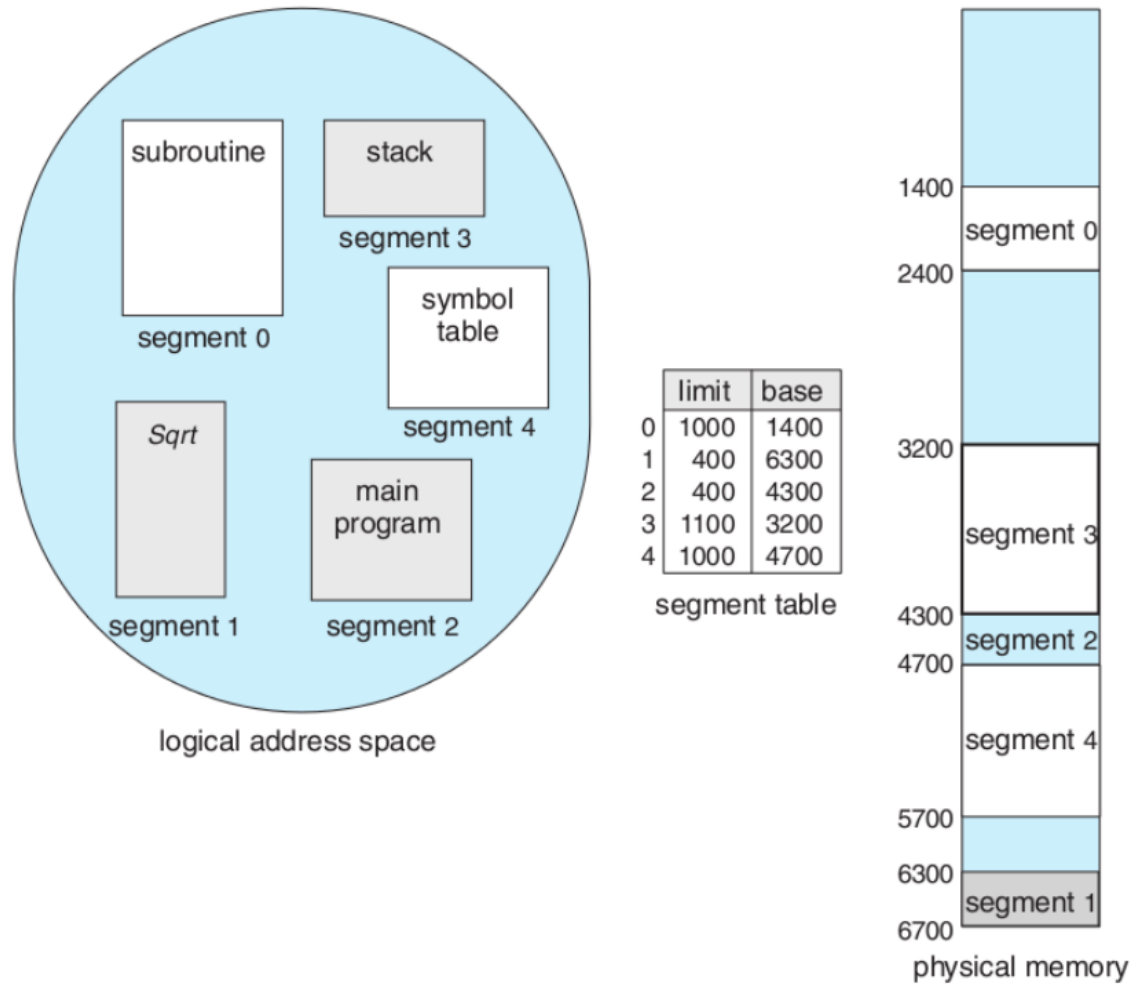 subroutine
segment 0
stack
segment 3
symbol
table
segment 4
Sqrt
segment 1
main
program
segment 2
logical address space
limit base
0 1000 1400
1 400 6300
2 400 4300
3 1100 3200
4 1000 4700
segment table
1400
segment 0
2400
3200
segment 3
4300
segment 2
4700
segment 4
5700
6300
segment 1
6700
physical memory